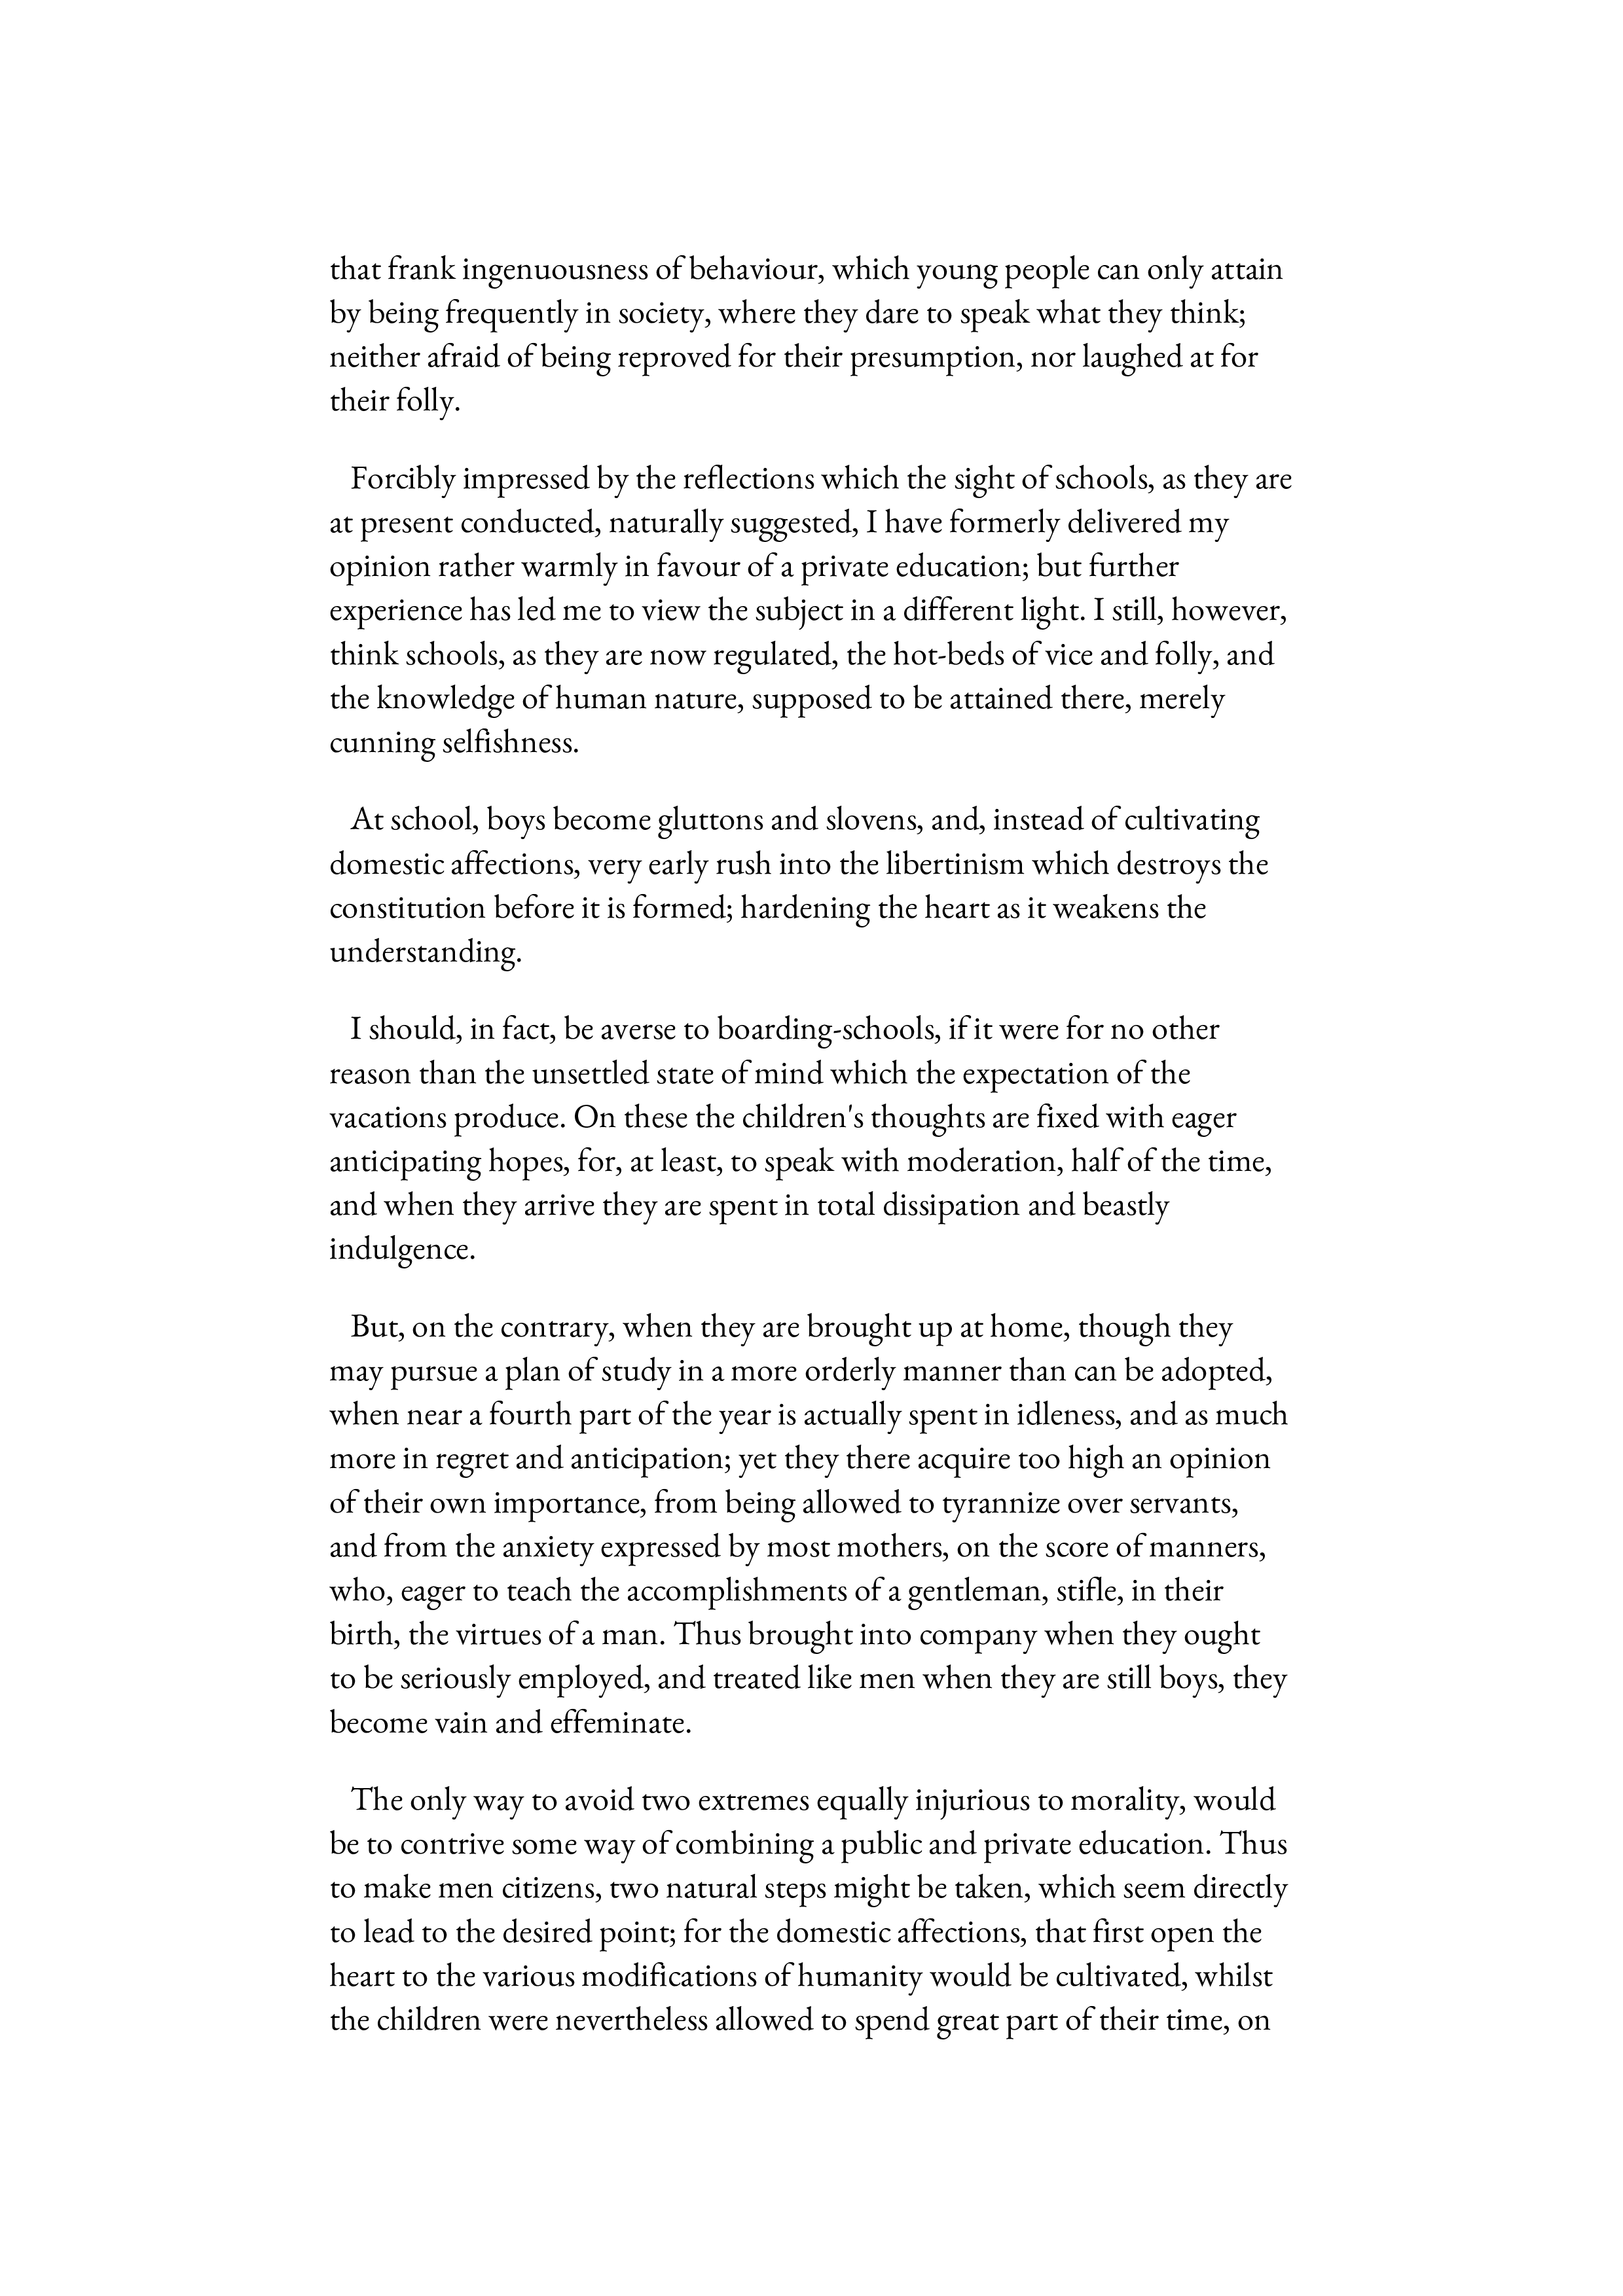 that frank ingenuousness of behaviour, which young people can only attain
by being frequently in society, where they dare to speak what they think;
neither afraid of being reproved for their presumption, nor laughed at for
their folly.
Forcibly impressed by the reflections which the sight of schools, as they are
at present conducted, naturally suggested, I have formerly delivered my
opinion rather warmly in favour of a private education; but further
experience has led me to view the subject in a different light. I still, however,
think schools, as they are now regulated, the hot-beds of vice and folly, and
the knowledge of human nature, supposed to be attained there, merely
cunning selfishness.
At school, boys become gluttons and slovens, and, instead of cultivating
domestic affections, very early rush into the libertinism which destroys the
constitution before it is formed; hardening the heart as it weakens the
understanding.
I should, in fact, be averse to boarding-schools, if it were for no other
reason than the unsettled state of mind which the expectation of the
vacations produce. On these the children's thoughts are fixed with eager
anticipating hopes, for, at least, to speak with moderation, half of the time,
and when they arrive they are spent in total dissipation and beastly
indulgence.
But, on the contrary, when they are brought up at home, though they
may pursue a plan of study in a more orderly manner than can be adopted,
when near a fourth part of the year is actually spent in idleness, and as much
more in regret and anticipation; yet they there acquire too high an opinion
of their own importance, from being allowed to tyrannize over servants,
and from the anxiety expressed by most mothers, on the score of manners,
who, eager to teach the accomplishments of a gentleman, stifle, in their
birth, the virtues of a man. Thus brought into company when they ought
to be seriously employed, and treated like men when they are still boys, they
become vain and effeminate.
The only way to avoid two extremes equally injurious to morality, would
be to contrive some way of combining a public and private education. Thus
to make men citizens, two natural steps might be taken, which seem directly
to lead to the desired point; for the domestic affections, that first open the
heart to the various modifications of humanity would be cultivated, whilst
the children were nevertheless allowed to spend great part of their time, on